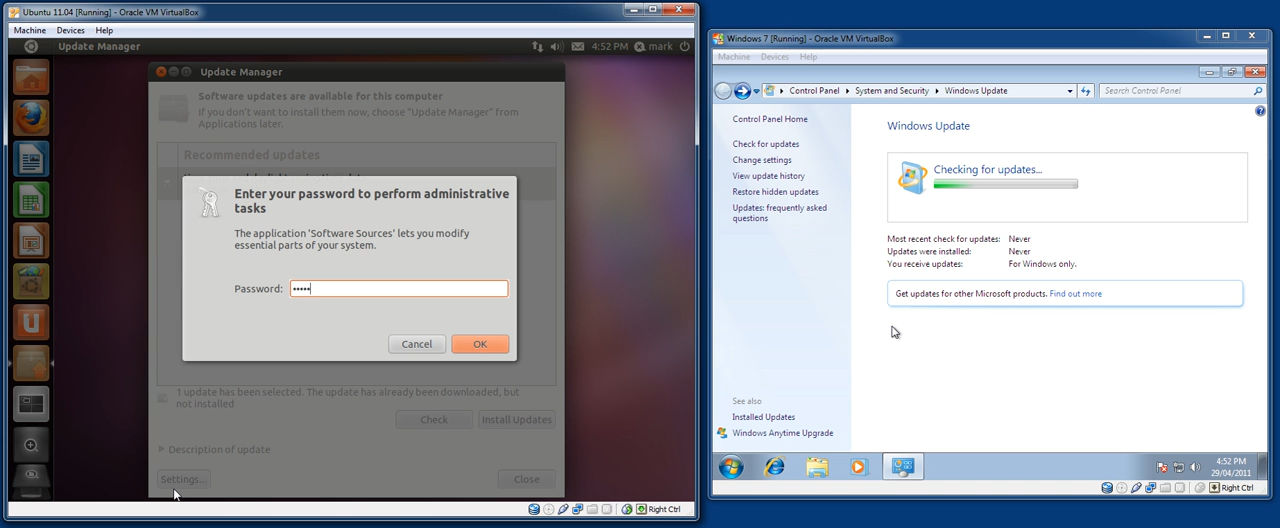 Ubuntu 11.04 [Running] - Oracle VM VirtualBox
Machine Devices Help
Update Manager
4:52 PM mark
Update Manager
Software updates are available for this computer
If you don't want to install them now, choose "Update Manager" from
Applications later.
Recommended updates
Enter your password to perform administrative
tasks
The application 'Software Sources' lets you modify
essential parts of your system.
Password: •••••
Cancel OK
1 update has been selected. The update has already been downloaded, but
not installed
Check Install Updates
Description of update
Settings... Close
Right Ctrl
Windows 7 [Running] - Oracle VM VirtualBox
Machine Devices Help
Control Panel System and Security Windows Update
Search Control Panel
Control Panel Home
Check for updates
Change settings
View update history
Restore hidden updates
Updates: frequently asked
questions
See also
Installed Updates
Windows Anytime Upgrade
Windows Update
Checking for updates...
Most recent check for updates: Never
Updates were installed: Never
You receive updates: For Windows only.
Get updates for other Microsoft products. Find out more
4:52 PM
29/04/2011
Right Ctrl